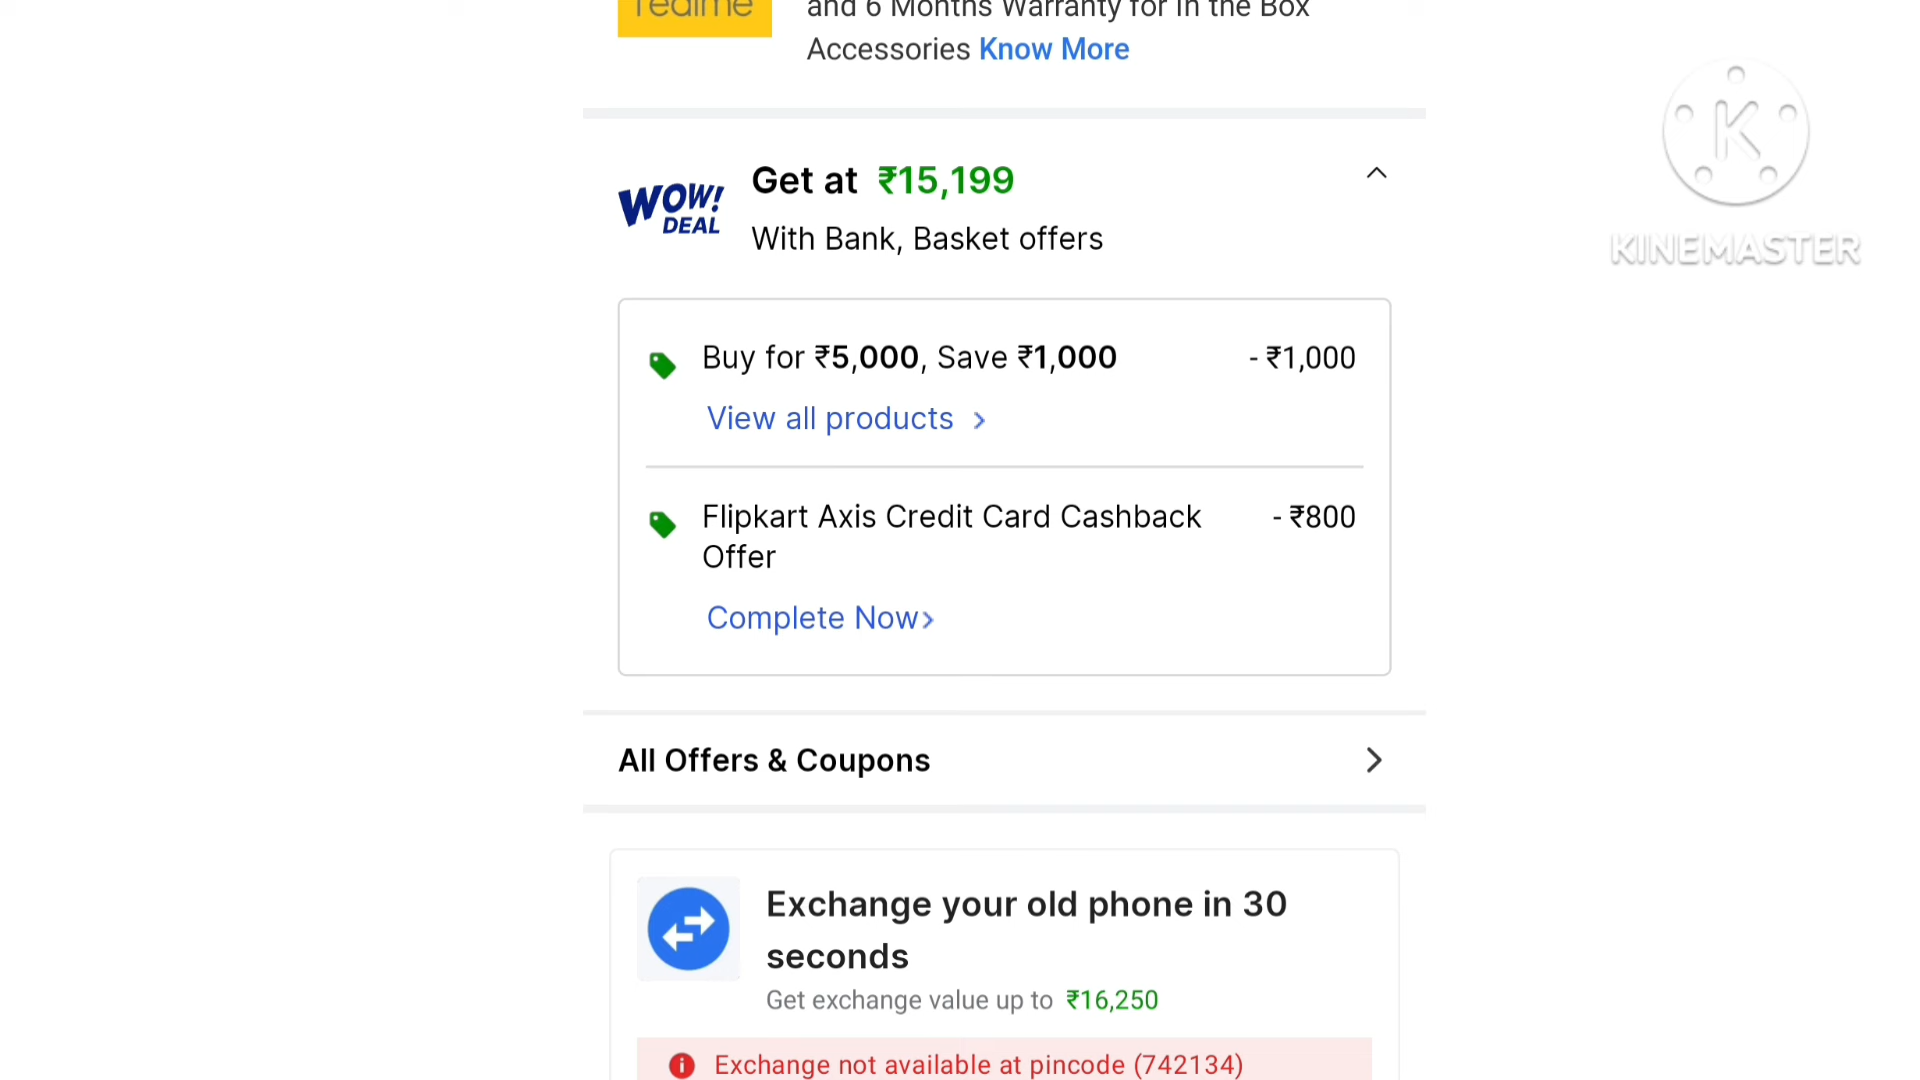 realme
and 6 Months Warranty for In the Box
Accessories Know More
Get at ₹15,199
WOW!
DEAL
With Bank, Basket offers
Buy for ₹5,000, Save ₹1,000 - ₹1,000
View all products
Flipkart Axis Credit Card Cashback - ₹800
Offer
Complete Now
All Offers & Coupons
Exchange your old phone in 30
seconds
Get exchange value up to ₹16,250
Exchange not available at pincode (742134)
K
KINEMASTER